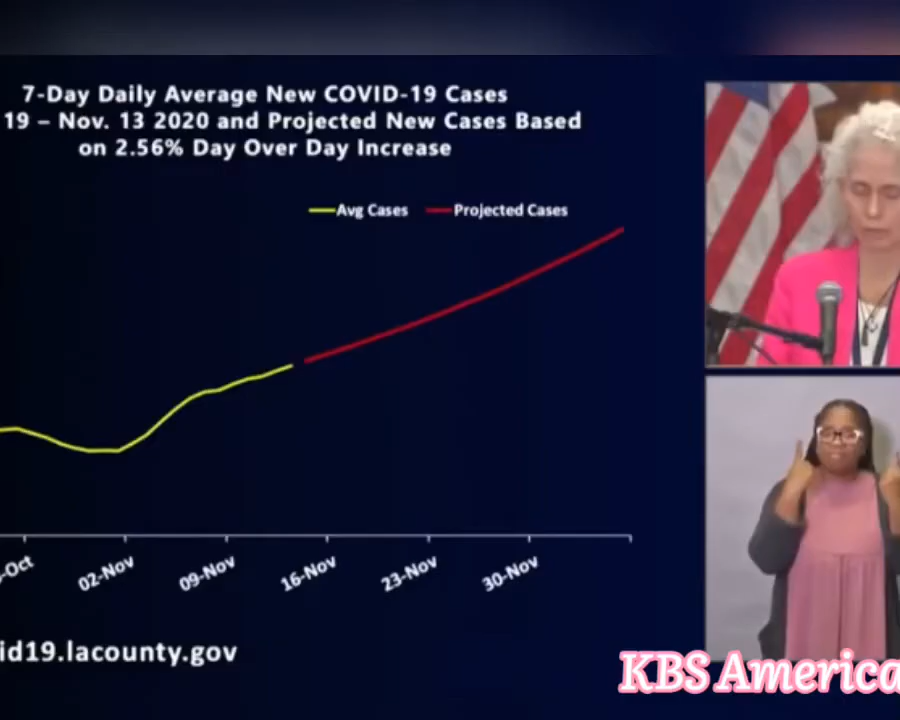 7-Day Daily Average New COVID-19 Cases
19 – Nov. 13 2020 and Projected New Cases Based
on 2.56% Day Over Day Increase
Avg Cases Projected Cases
-Oct 02-Nov 09-Nov 16-Nov 23-Nov 30-Nov
id19.lacounty.gov
KBS America